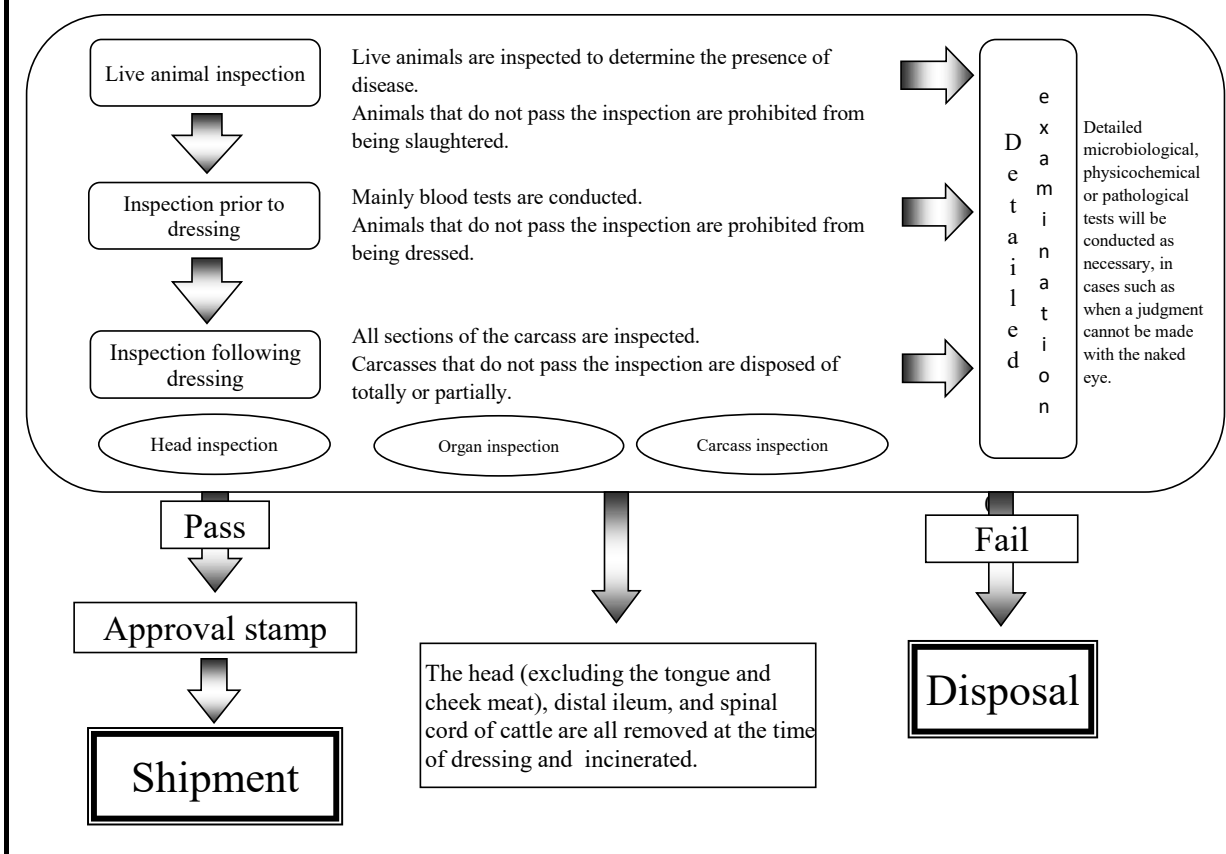 Live animal inspection
Live animals are inspected to determine the presence of
disease.
Animals that do not pass the inspection are prohibited from
being slaughtered.
Inspection prior to
dressing
Mainly blood tests are conducted.
Animals that do not pass the inspection are prohibited from
being dressed.
Inspection following
dressing
All sections of the carcass are inspected.
Carcasses that do not pass the inspection are disposed of
totally or partially.
Head inspection
Organ inspection
Carcass inspection
Detailed
examination
Detailed
microbiological,
physicochemical
or pathological
tests will be
conducted as
necessary, in
cases such as
when a judgment
cannot be made
with the naked
eye.
Pass
Fail
Approval stamp
Shipment
The head (excluding the tongue and
cheek meat), distal ileum, and spinal
cord of cattle are all removed at the time
of dressing and incinerated.
Disposal